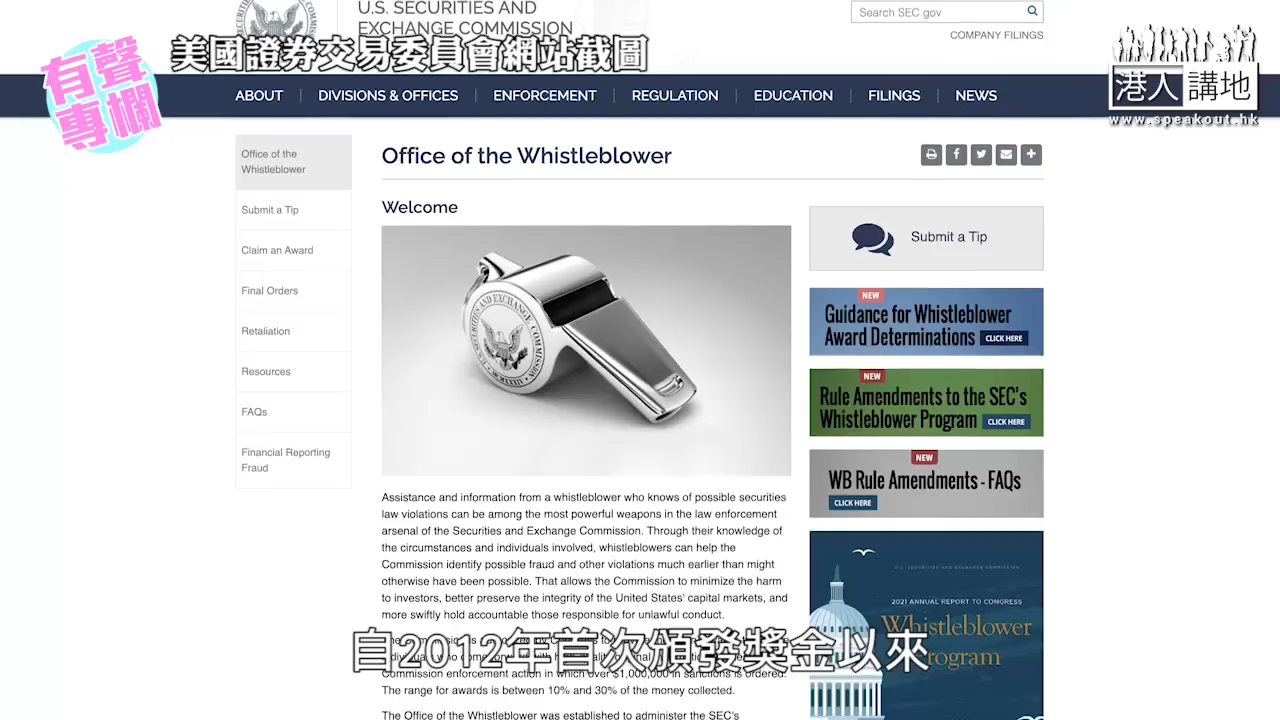 U.S. SECURITIES AND
EXCHANGE COMMISSION
Search SEC.gov
COMPANY FILINGS
美國證券交易委員會網站截圖
有聲
專欄
港人講地
www.speakout.hk
ABOUT
DIVISIONS & OFFICES
ENFORCEMENT
REGULATION
EDUCATION
FILINGS
NEWS
Office of the
Whistleblower
Submit a Tip
Claim an Award
Final Orders
Retaliation
Resources
FAQs
Financial Reporting
Fraud
Office of the Whistleblower
Welcome
SECURITIES AND EXCHANGE COMMISSION
MCMXXXIV
Assistance and information from a whistleblower who knows of possible securities
law violations can be among the most powerful weapons in the law enforcement
arsenal of the Securities and Exchange Commission. Through their knowledge of
the circumstances and individuals involved, whistleblowers can help the
Commission identify possible fraud and other violations much earlier than might
otherwise have been possible. That allows the Commission to minimize the harm
to investors, better preserve the integrity of the United States' capital markets, and
more swiftly hold accountable those responsible for unlawful conduct.
Commission enforcement action in which over $1,000,000 in sanctions is ordered.
The range for awards is between 10% and 30% of the money collected.
The Office of the Whistleblower was established to administer the SEC's
Submit a Tip
NEW
Guidance for Whistleblower
Award Determinations
CLICK HERE
NEW
Rule Amendments to the SEC's
Whistleblower Program
CLICK HERE
NEW
WB Rule Amendments - FAQs
CLICK HERE
U.S. SECURITIES AND EXCHANGE COMMISSION
2021 ANNUAL REPORT TO CONGRESS
Whistleblower
Program
自2012年首次頒發獎金以來